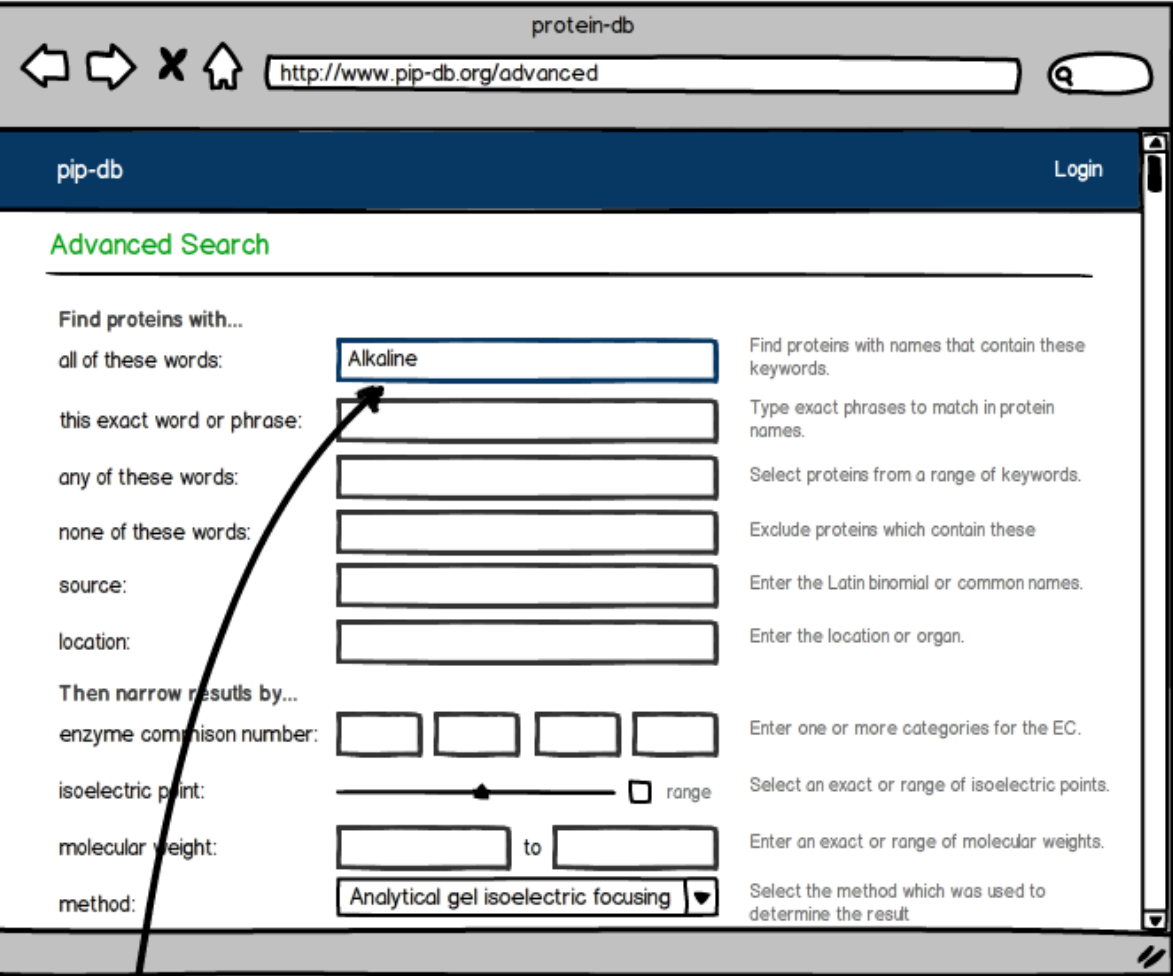 protein-db
http://www.pip-db.org/advanced
pip-db
Login
Advanced Search
Find proteins with...
all of these words:
Alkaline
Find proteins with names that contain these
keywords.
this exact word or phrase:
Type exact phrases to match in protein
names.
any of these words:
Select proteins from a range of keywords.
none of these words:
Exclude proteins which contain these
source:
Enter the Latin binomial or common names.
location:
Enter the location or organ.
Then narrow resutls by...
enzyme commison number:
Enter one or more categories for the EC.
isoelectric point:
range
Select an exact or range of isoelectric points.
molecular weight:
to
Enter an exact or range of molecular weights.
method:
Analytical gel isoelectric focusing
Select the method which was used to
determine the result